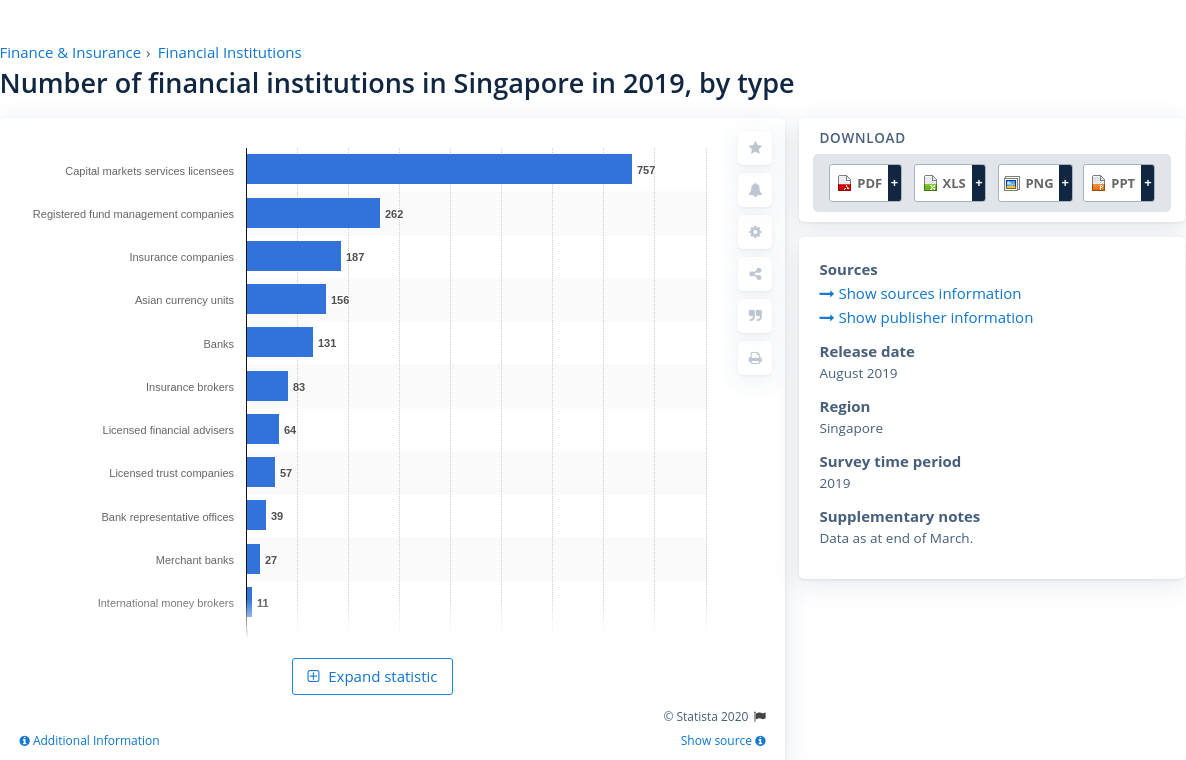 Finance & Insurance › Financial Institutions
Number of financial institutions in Singapore in 2019, by type
Capital markets services licensees 757
Registered fund management companies 262
Insurance companies 187
Asian currency units 156
Banks 131
Insurance brokers 83
Licensed financial advisers 64
Licensed trust companies 57
Bank representative offices 39
Merchant banks 27
International money brokers 11
Expand statistic
© Statista 2020
Additional Information
Show source
DOWNLOAD
PDF + XLS + PNG + PPT +
Sources
Show sources information
Show publisher information
Release date
August 2019
Region
Singapore
Survey time period
2019
Supplementary notes
Data as at end of March.